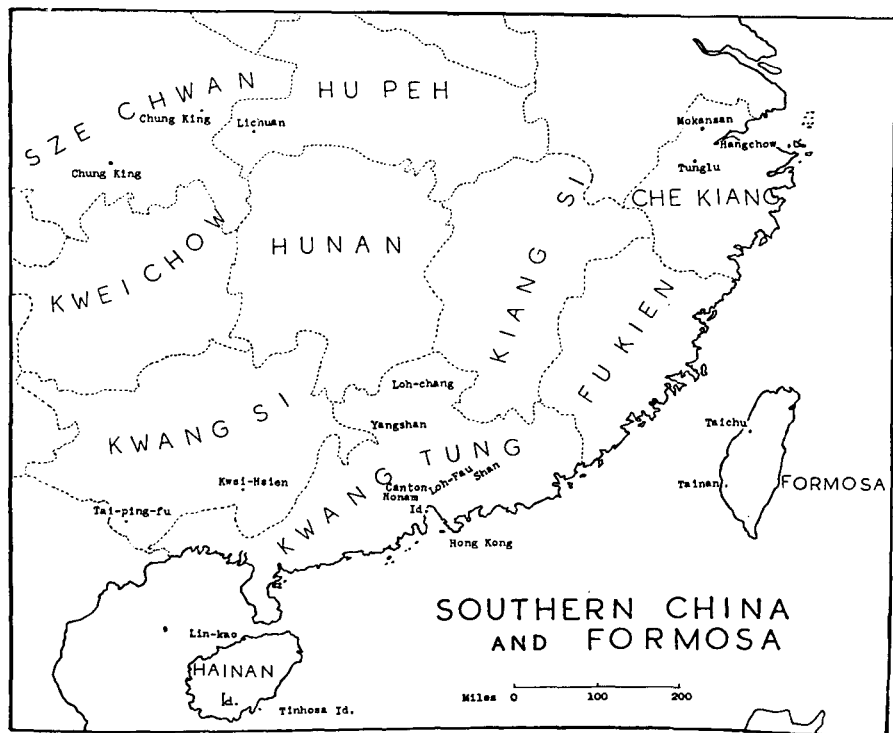 SZE CHWAN
HU PEH
Chung King
Lichuan
Chung King
Mokansan
Hangchow
Tunglu
CHE KIANG
KWEICHOW
HUNAN
KIANG SI
FU KIEN
Loh-chang
Yangshan
KWANG SI
KWANG TUNG
Kwei-Hsien
Tai-ping-fu
Canton
Honam
Id.
Loh-Fau
Shan
Hong Kong
Taichu
Tainan
FORMOSA
Lin-kao
HAINAN
Id.
Tinhosa Id.
SOUTHERN CHINA
AND FORMOSA
Miles 0 100 200